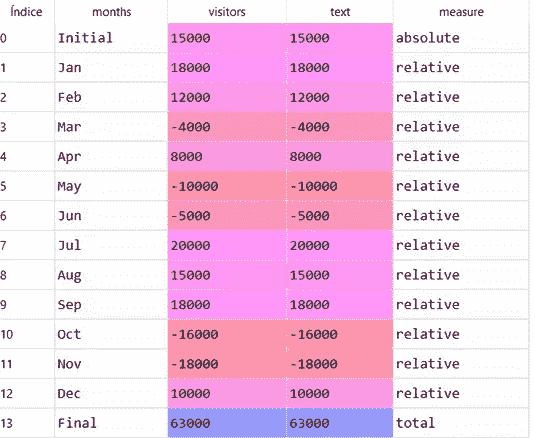 Índice months visitors text measure
0 Initial 15000 15000 absolute
1 Jan 18000 18000 relative
2 Feb 12000 12000 relative
3 Mar -4000 -4000 relative
4 Apr 8000 8000 relative
5 May -10000 -10000 relative
6 Jun -5000 -5000 relative
7 Jul 20000 20000 relative
8 Aug 15000 15000 relative
9 Sep 18000 18000 relative
10 Oct -16000 -16000 relative
11 Nov -18000 -18000 relative
12 Dec 10000 10000 relative
13 Final 63000 63000 total